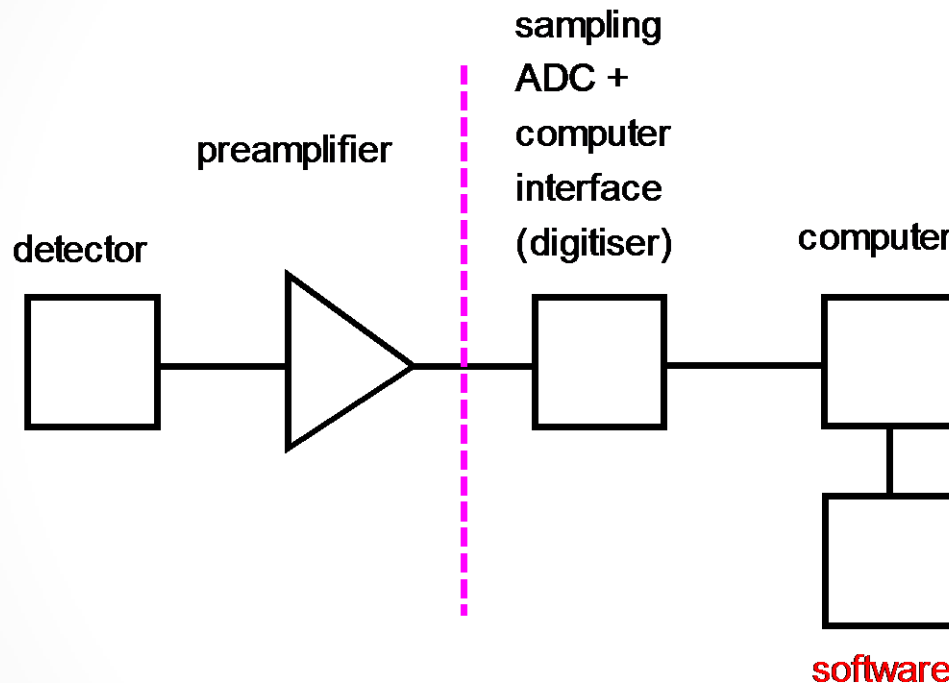 sampling
ADC +
computer
interface
(digitiser)
preamplifier
detector
computer
software